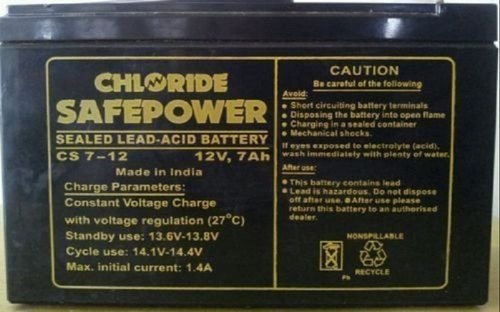 CHLORIDE
SAFEPOWER
SEALED LEAD-ACID BATTERY
CS 7-12 12V, 7Ah
Made in India
Charge Parameters:
Constant Voltage Charge
with voltage regulation (27°C)
Standby use: 13.6V-13.8V
Cycle use: 14.1V-14.4V
Max. initial current: 1.4A
CAUTION
Be careful of the following
Avoid:
● Short circuiting battery terminals
● Disposing the battery into open flame
● Charging in a sealed container
● Mechanical shocks.
If eyes exposed to electrolyte (acid),
wash immediately with plenty of water.
After use:
● This battery contains lead
● Lead is hazardous. Do not dispose
off after use. ● After use please
return this battery to an authorised
dealer.
NONSPILLABLE
Pb RECYCLE